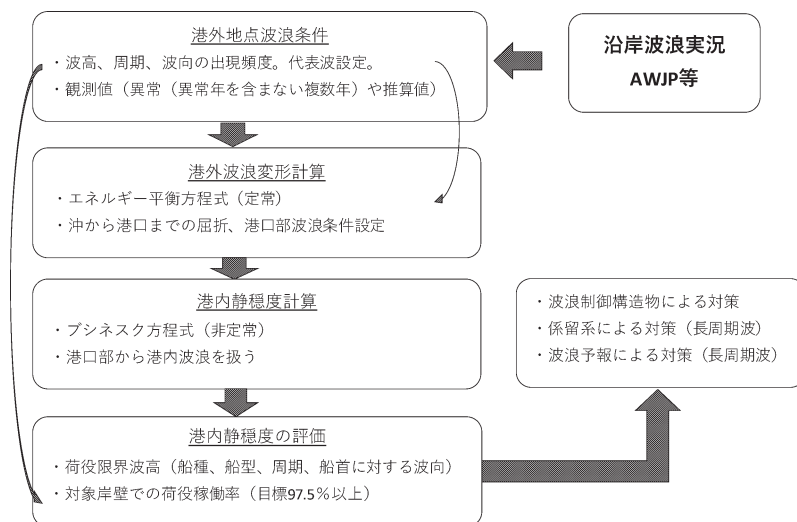 港外地点波浪条件
・波高、周期、波向の出現頻度。代表波設定。
・観測値（異常（異常年を含まない複数年）や推算値）
沿岸波浪実況
AWJP等
港外波浪変形計算
・エネルギー平衡方程式（定常）
・沖から港口までの屈折、港口部波浪条件設定
港内静穏度計算
・ブシネスク方程式（非定常）
・港口部から港内波浪を扱う
・波浪制御構造物による対策
・係留系による対策（長周期波）
・波浪予報による対策（長周期波）
港内静穏度の評価
・荷役限界波高（船種、船型、周期、船首に対する波向）
・対象岸壁での荷役稼働率（目標97.5％以上）